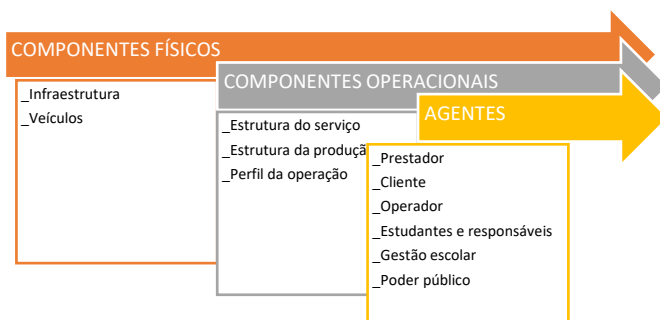 COMPONENTES FÍSICOS
_Infraestrutura
_Veículos
COMPONENTES OPERACIONAIS
_Estrutura do serviço
_Estrutura da produçã
_Perfil da operação
AGENTES
_Prestador
_Cliente
_Operador
_Estudantes e responsáveis
_Gestão escolar
_Poder público